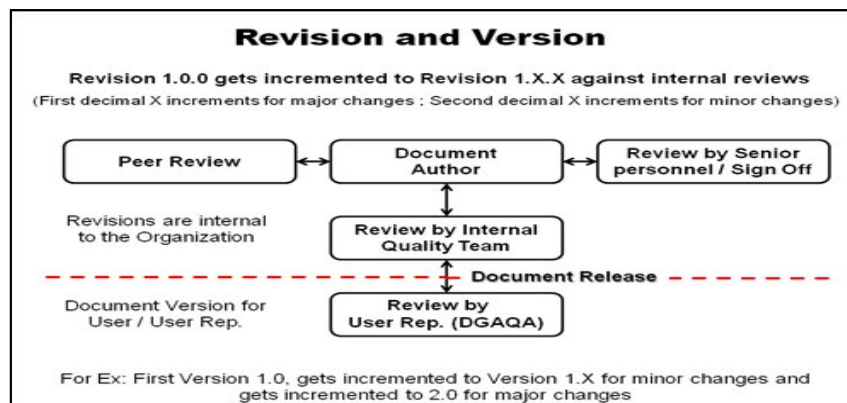 Revision and Version
Revision 1.0.0 gets incremented to Revision 1.X.X against internal reviews
(First decimal X increments for major changes ; Second decimal X increments for minor changes)
Peer Review
Document
Author
Review by Senior
personnel / Sign Off
Revisions are internal
to the Organization
Review by Internal
Quality Team
Document Release
Document Version for
User / User Rep.
Review by
User Rep. (DGAQA)
For Ex: First Version 1.0, gets incremented to Version 1.X for minor changes and
gets incremented to 2.0 for major changes